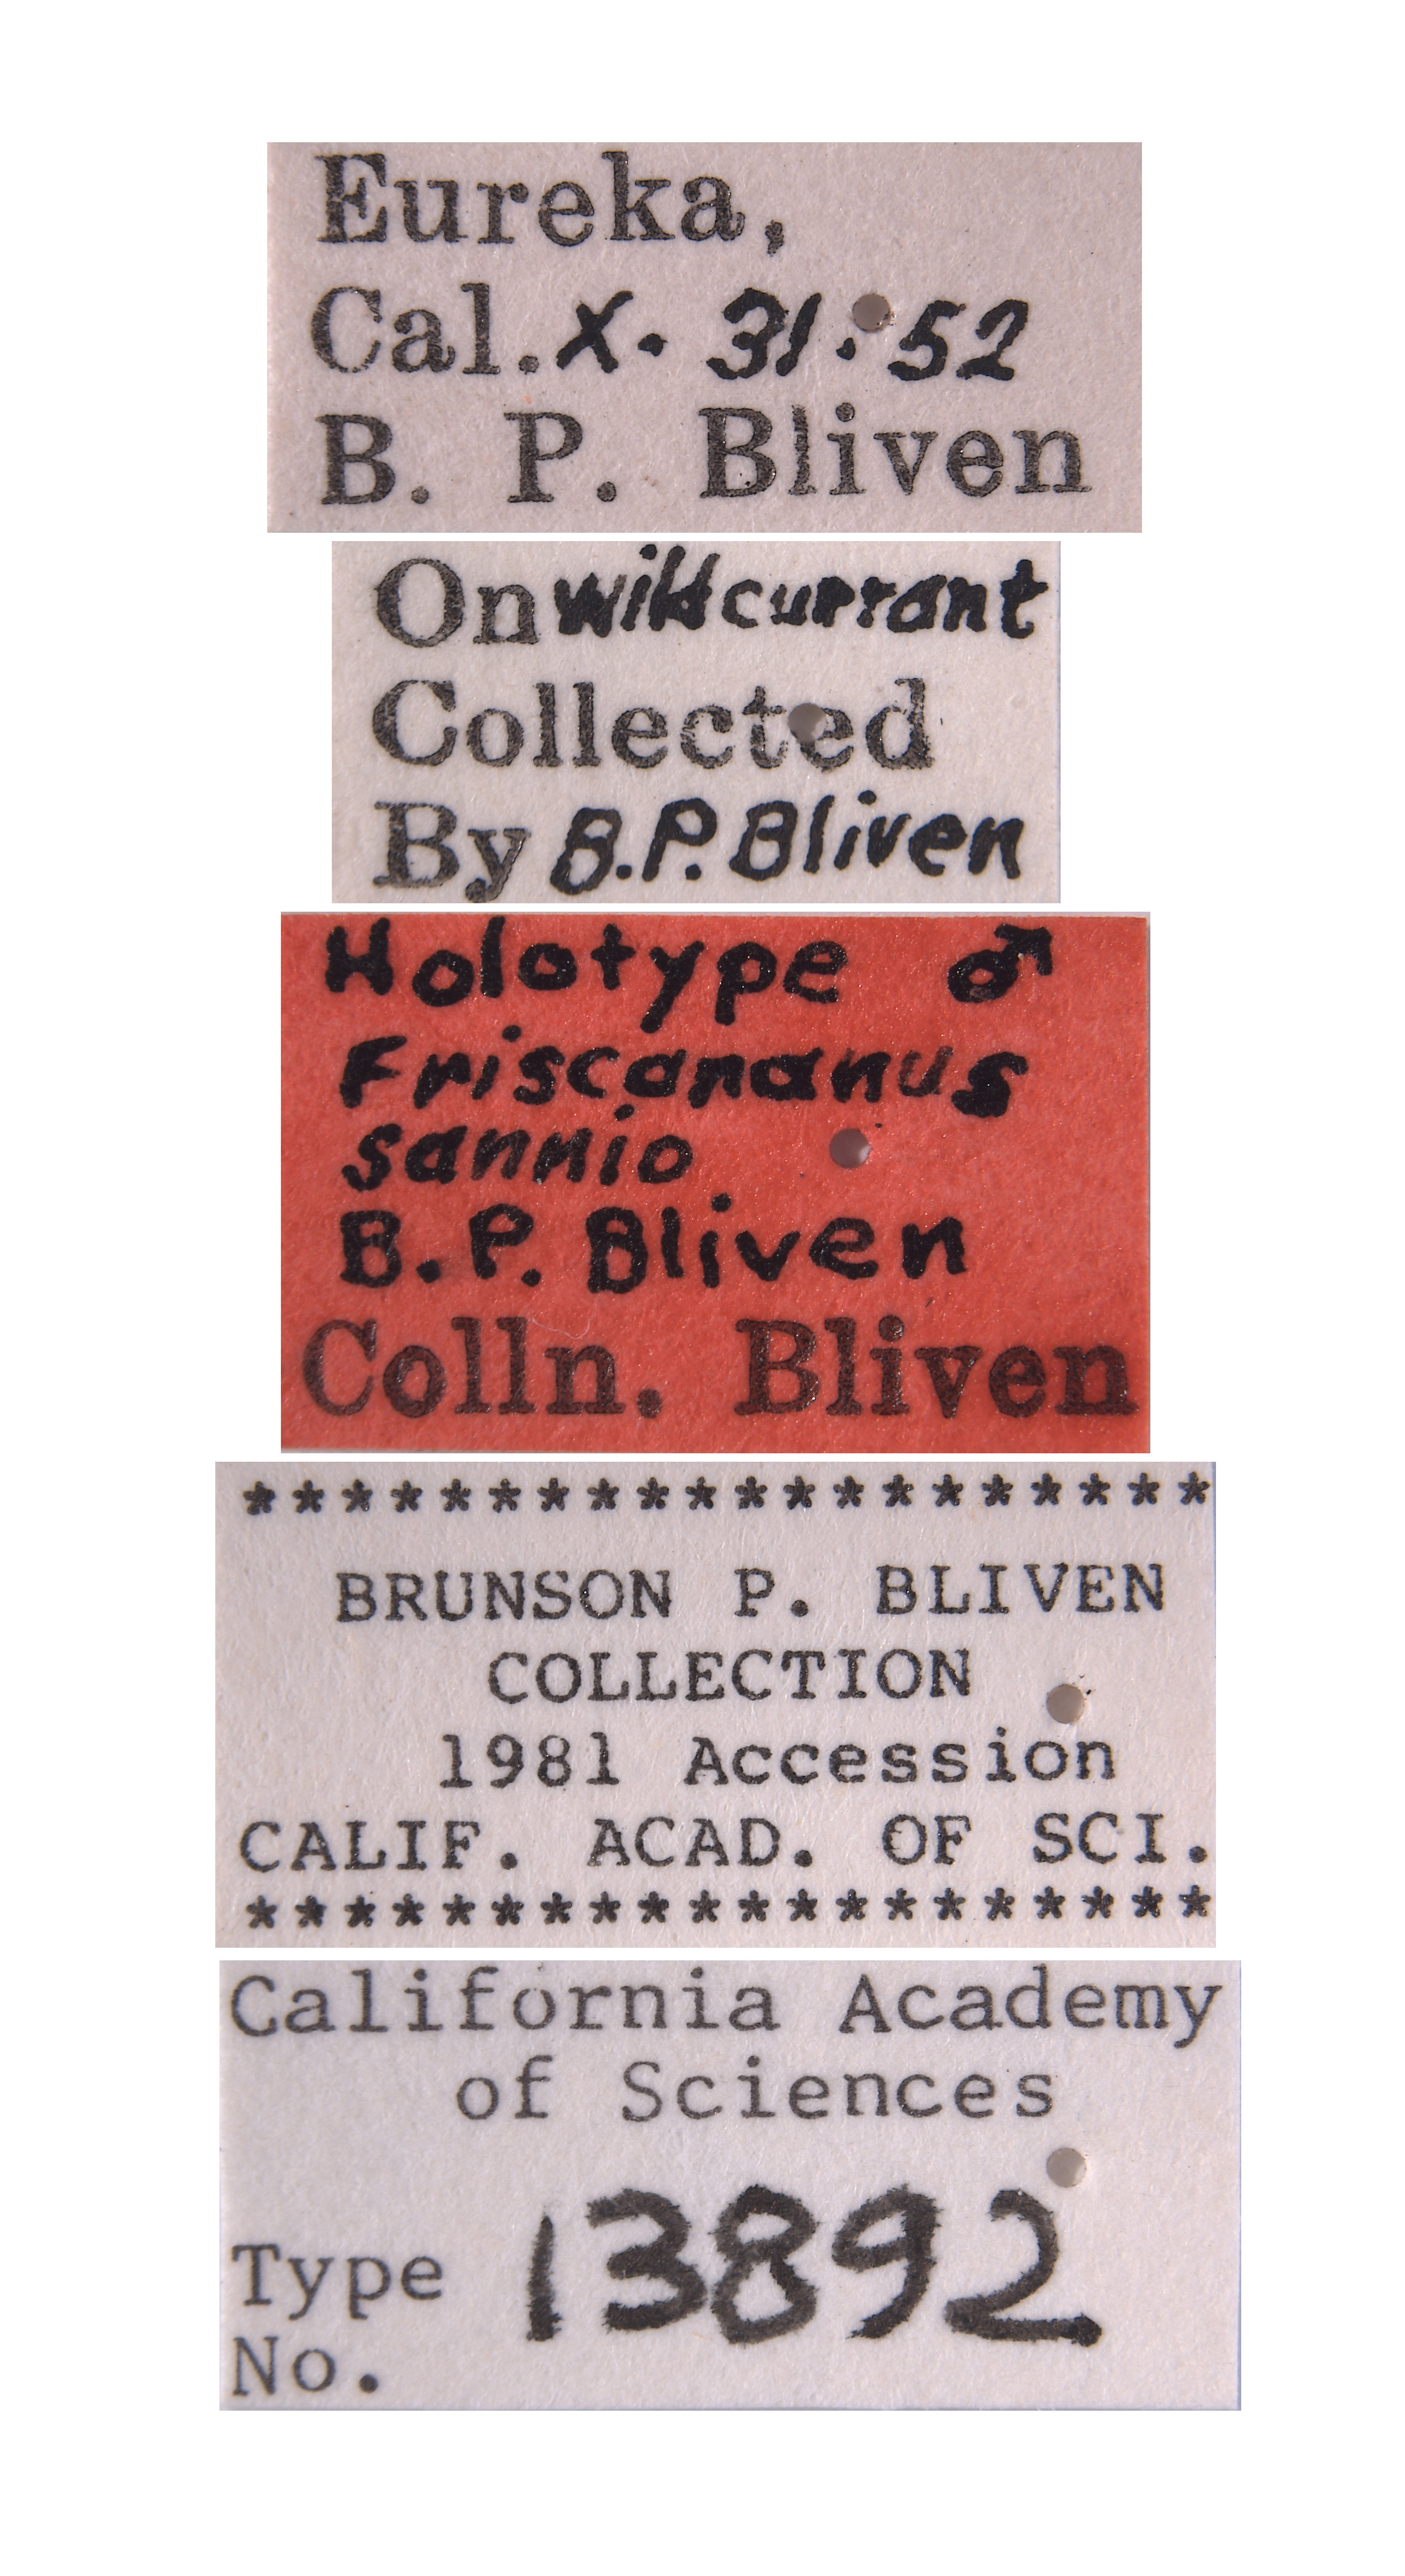 Eureka,
Cal. X. 31. 52
B. P. Bliven
On wild currant
Collected
By B.P. Bliven
Holotype ♂
Friscananus
sannio
B.P. Bliven
Colln. Bliven
********************
BRUNSON P. BLIVEN
COLLECTION
1981 Accession
CALIF. ACAD. OF SCI.
********************
California Academy
of Sciences
Type 13892
No.